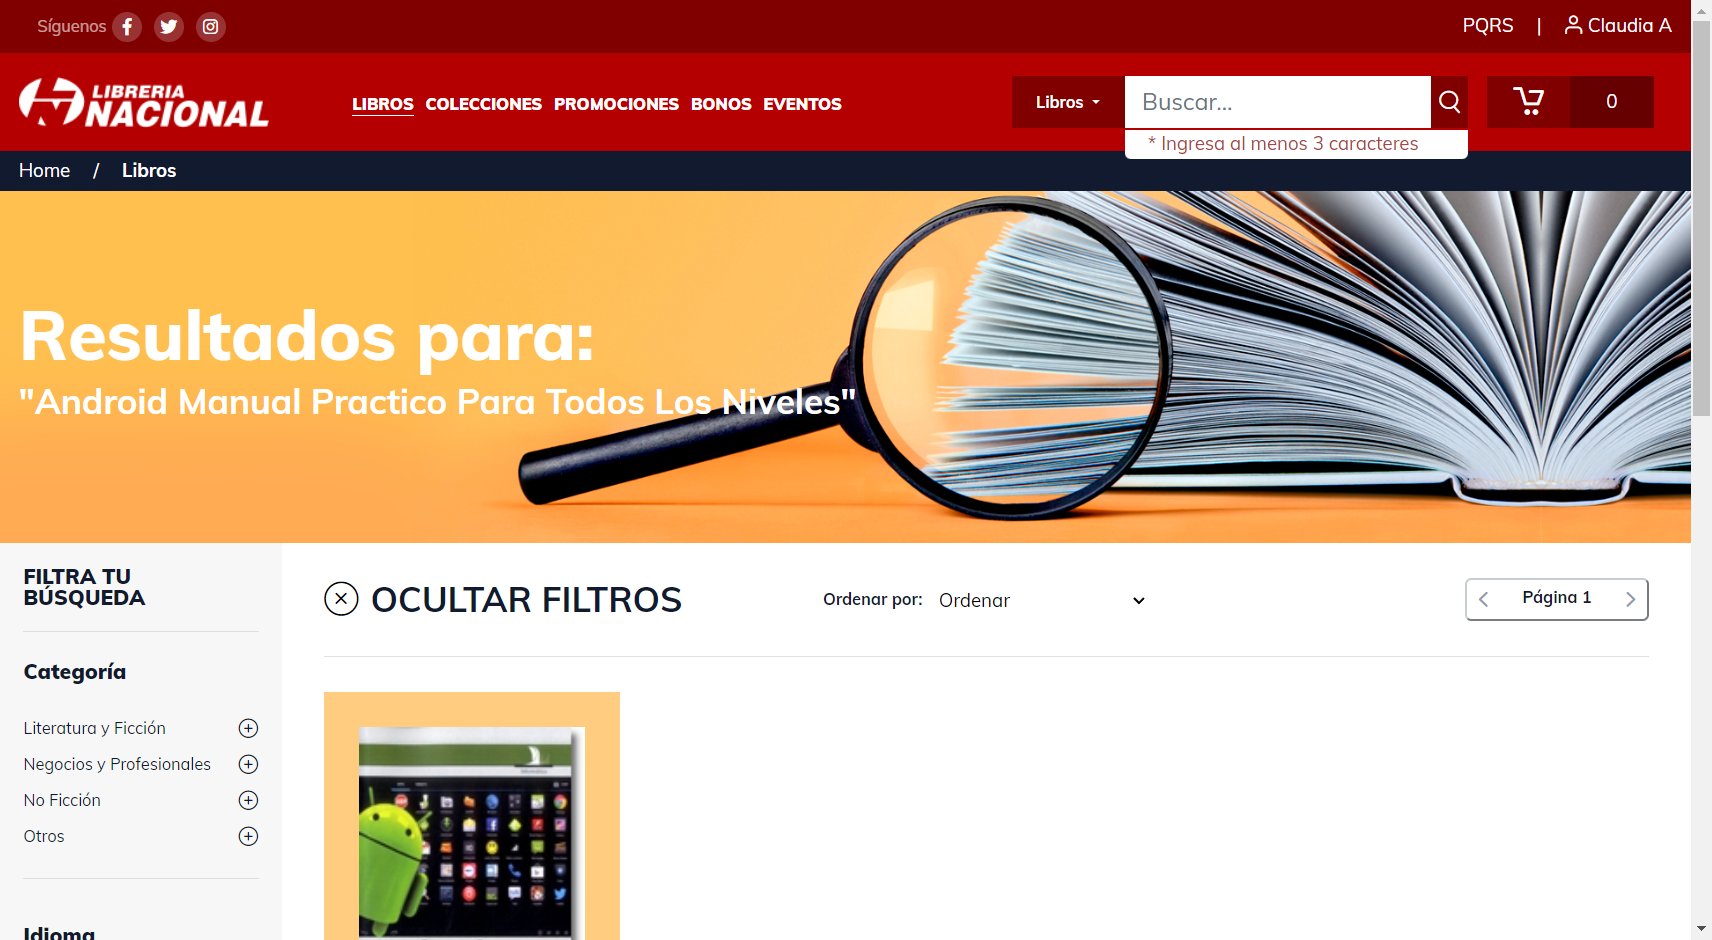 Síguenos
PQRS | Claudia A
LIBRERIA
NACIONAL
LIBROS COLECCIONES PROMOCIONES BONOS EVENTOS
Libros
Buscar...
0
* Ingresa al menos 3 caracteres
Home / Libros
Resultados para:
"Android Manual Practico Para Todos Los Niveles"
FILTRA TU
BÚSQUEDA
OCULTAR FILTROS
Ordenar por: Ordenar
Página 1
Categoría
Literatura y Ficción
Negocios y Profesionales
No Ficción
Otros
Idioma